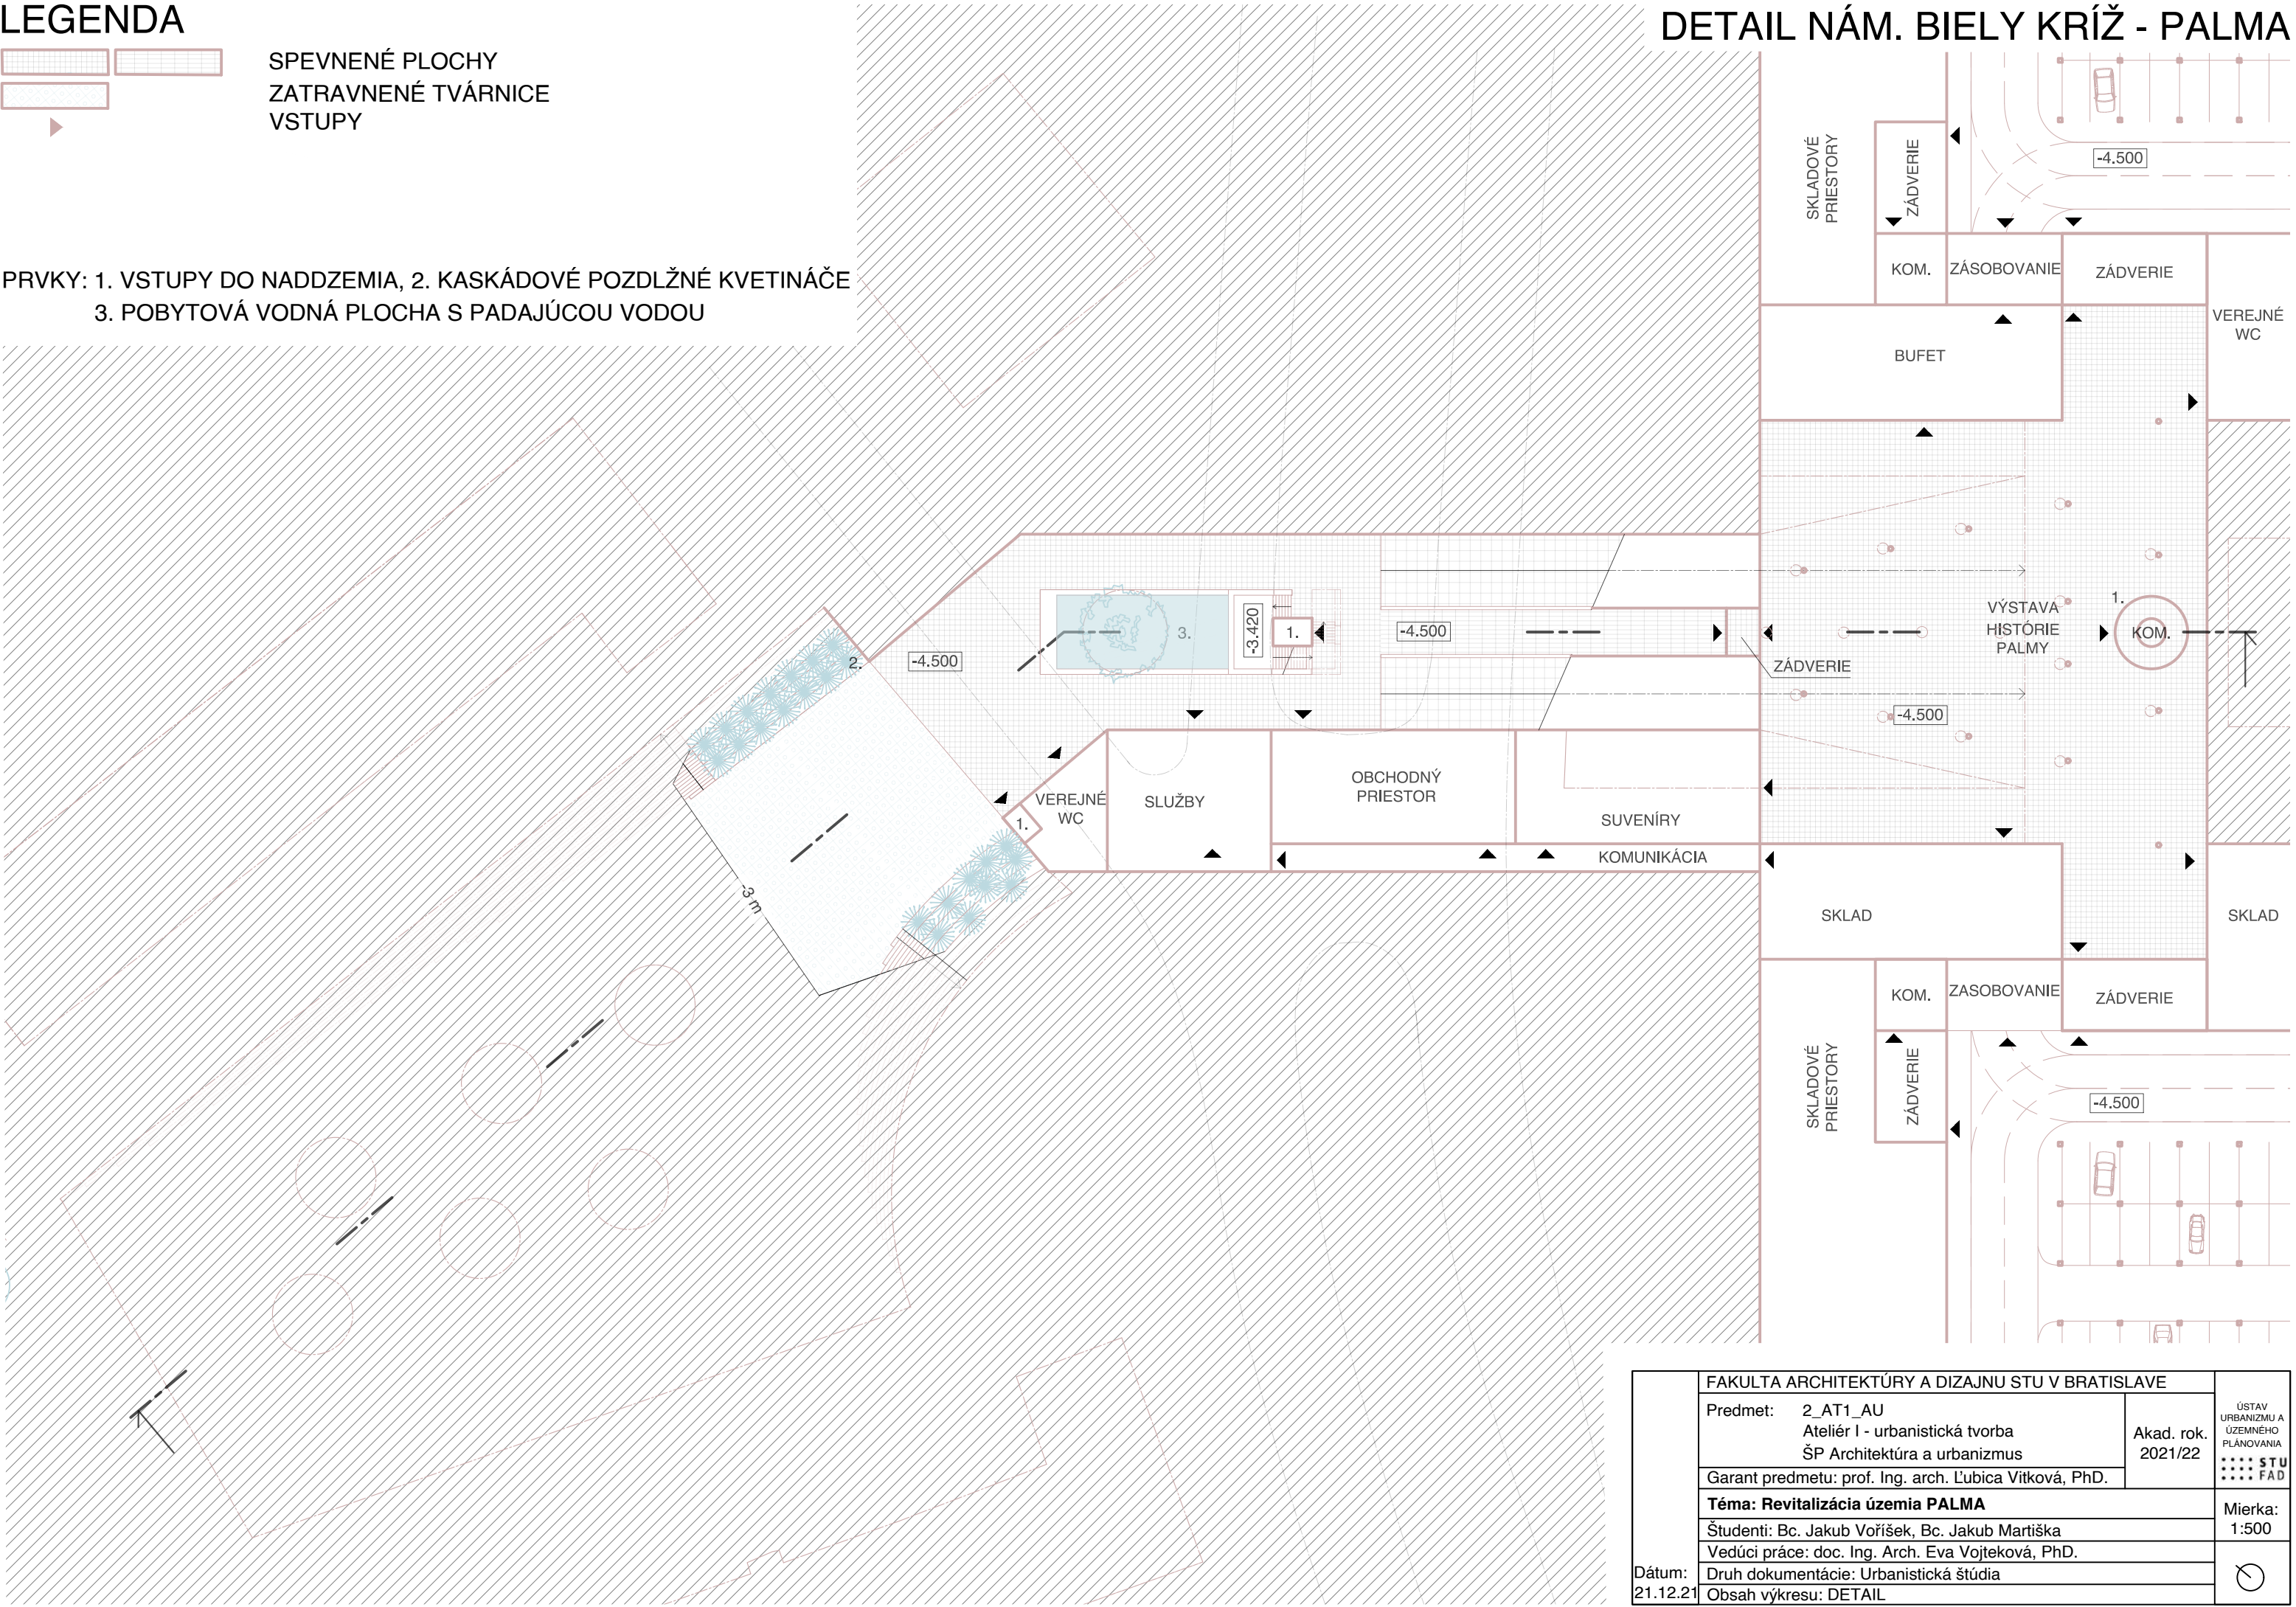 LEGENDA
SPEVNENÉ PLOCHY
ZATRAVNENÉ TVÁRNICE
VSTUPY
PRVKY: 1. VSTUPY DO NADDZEMIA, 2. KASKÁDOVÉ POZDLŽNÉ KVETINÁČE
3. POBYTOVÁ VODNÁ PLOCHA S PADAJÚCOU VODOU
DETAIL NÁM. BIELY KRÍŽ - PALMA
SKLADOVÉ
PRIESTORY
ZÁDVERIE
-4.500
KOM.
ZÁSOBOVANIE
ZÁDVERIE
VEREJNÉ
WC
BUFET
2.
-4.500
3.
-3.420
1.
-4.500
ZÁDVERIE
VÝSTAVA
HISTÓRIE
PALMY
1.
KOM.
-4.500
-3 m
1.
VEREJNÉ
WC
SLUŽBY
OBCHODNÝ
PRIESTOR
SUVENÍRY
KOMUNIKÁCIA
SKLAD
SKLAD
KOM.
ZASOBOVANIE
ZÁDVERIE
SKLADOVÉ
PRIESTORY
ZÁDVERIE
-4.500
FAKULTA ARCHITEKTÚRY A DIZAJNU STU V BRATISLAVE
Predmet: 2_AT1_AU
Ateliér I - urbanistická tvorba
ŠP Architektúra a urbanizmus
Akad. rok.
2021/22
ÚSTAV
URBANIZMU A
ÚZEMNÉHO
PLÁNOVANIA
STU
FAD
Garant predmetu: prof. Ing. arch. Ľubica Vitková, PhD.
Téma: Revitalizácia územia PALMA
Mierka:
1:500
Študenti: Bc. Jakub Voříšek, Bc. Jakub Martiška
Vedúci práce: doc. Ing. Arch. Eva Vojteková, PhD.
Druh dokumentácie: Urbanistická štúdia
Obsah výkresu: DETAIL
Dátum:
21.12.21